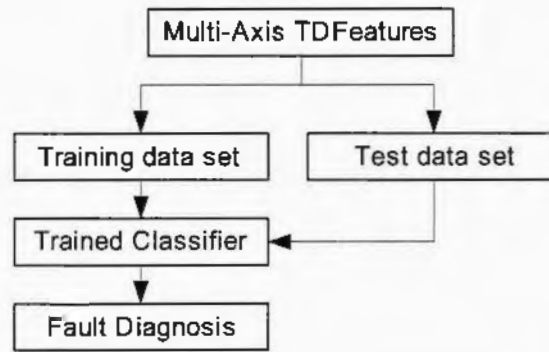 Multi-Axis TDFeatures
Training data set
Test data set
Trained Classifier
Fault Diagnosis